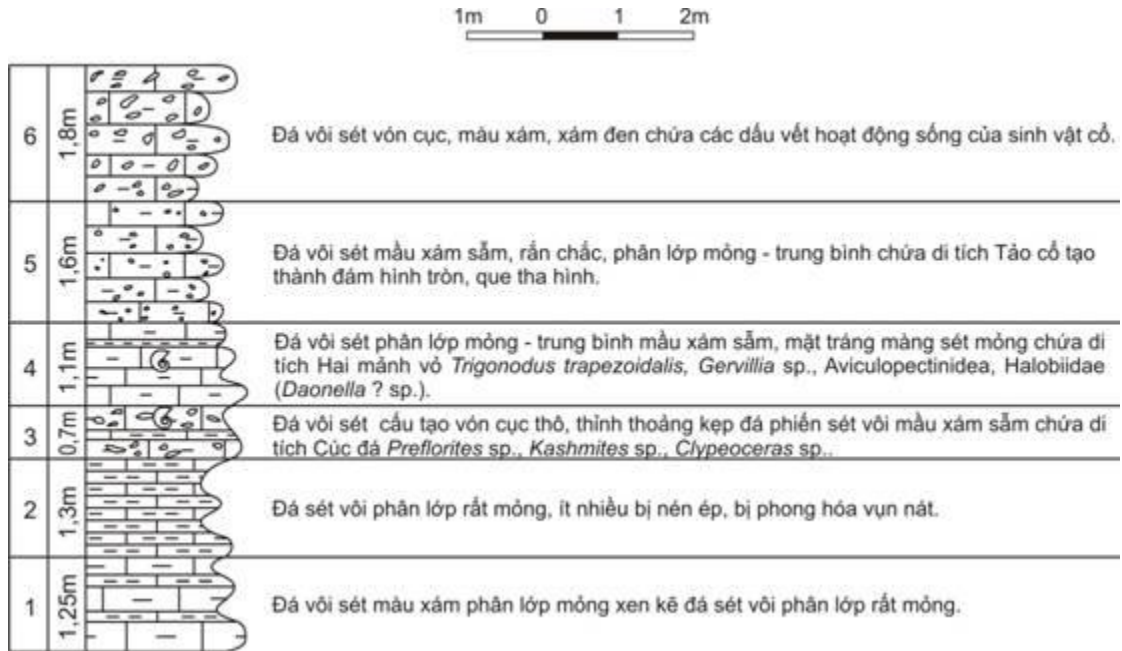 1m 0 1 2m
6 1,8m Đá vôi sét vón cục, màu xám, xám đen chứa các dấu vết hoạt động sống của sinh vật cổ.
5 1,6m Đá vôi sét mầu xám sẫm, rắn chắc, phân lớp mỏng - trung bình chứa di tích Tảo cổ tạo
thành đám hình tròn, que tha hình.
4 1,1m Đá vôi sét phân lớp mỏng - trung bình mầu xám sẫm, mặt tráng màng sét mỏng chứa di
tích Hai mảnh vỏ Trigonodus trapezoidalis, Gervillia sp., Aviculopectinidea, Halobiidae
(Daonella ? sp.).
3 0,7m Đá vôi sét cấu tạo vón cục thô, thỉnh thoảng kẹp đá phiến sét vôi mầu xám sẫm chứa di
tích Cúc đá Preflorites sp., Kashmites sp., Clypeoceras sp..
2 1,3m Đá sét vôi phân lớp rất mỏng, ít nhiều bị nén ép, bị phong hóa vụn nát.
1 1,25m Đá vôi sét màu xám phân lớp mỏng xen kẽ đá sét vôi phân lớp rất mỏng.